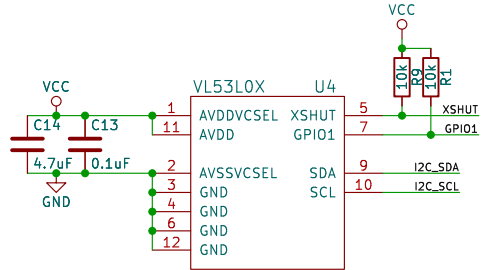 VCC
VCC
VL53L0X U4
10k R9 10k R1
C14 C13
4.7uF 0.1uF
GND
1 AVDDVCSEL XSHUT 5 XSHUT
11 AVDD GPIO1 7 GPIO1
2 AVSSVCSEL SDA 9 I2C_SDA
3 GND SCL 10 I2C_SCL
4 GND
6 GND
12 GND